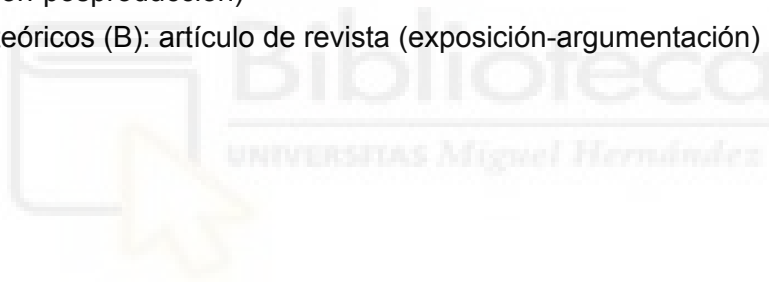 en posproducción)
eóricos (B): artículo de revista (exposición-argumentación)
Biblioteca
UNIVERSITAS Miguel Hernández